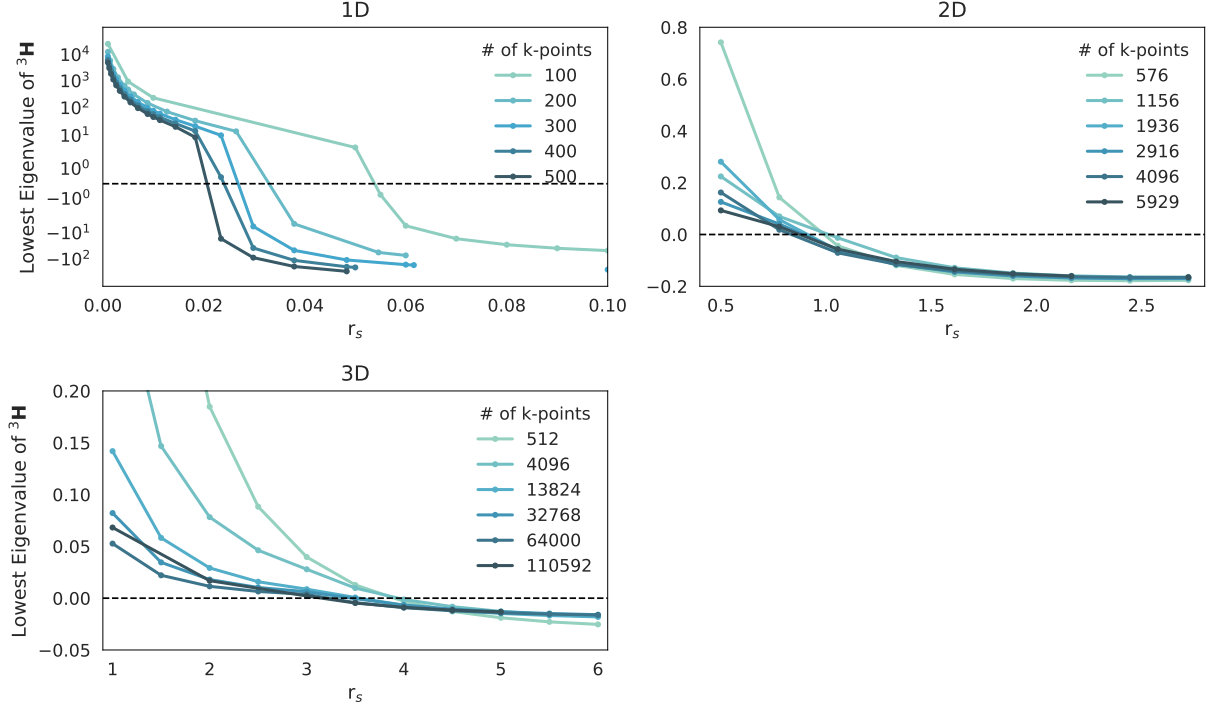 1D
Lowest Eigenvalue of ³H
10⁴
10³
10²
10¹
10⁰
−10⁰
−10¹
−10²
0.00 0.02 0.04 0.06 0.08 0.10
rₛ
# of k-points
100
200
300
400
500
2D
0.8
0.6
0.4
0.2
0.0
−0.2
0.5 1.0 1.5 2.0 2.5
rₛ
# of k-points
576
1156
1936
2916
4096
5929
3D
Lowest Eigenvalue of ³H
0.20
0.15
0.10
0.05
0.00
−0.05
1 2 3 4 5 6
rₛ
# of k-points
512
4096
13824
32768
64000
110592